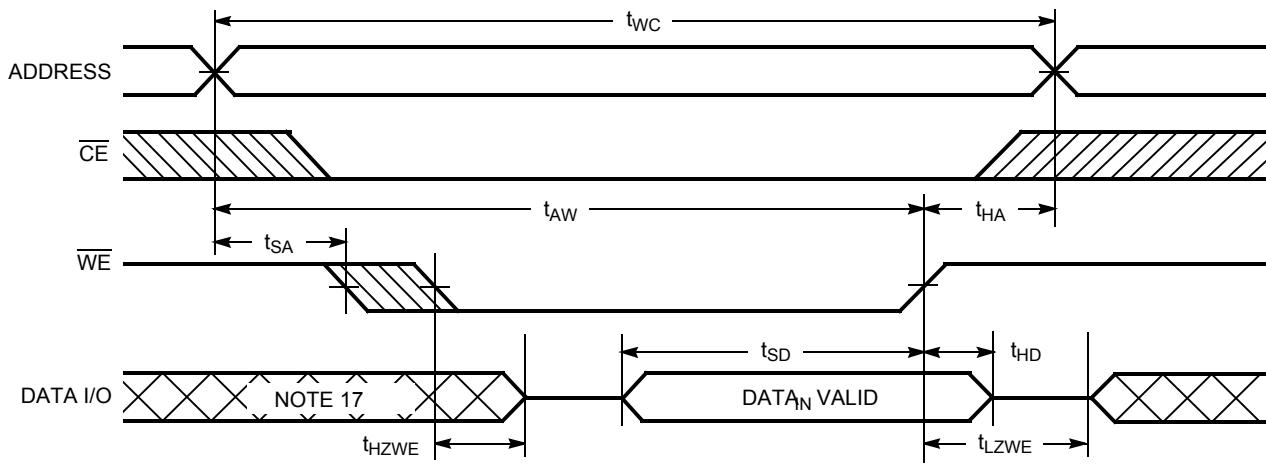 tWC
ADDRESS
CE
tAW
tHA
tSA
WE
tSD
tHD
DATA I/O
NOTE 17
DATAIN VALID
tHZWE
tLZWE